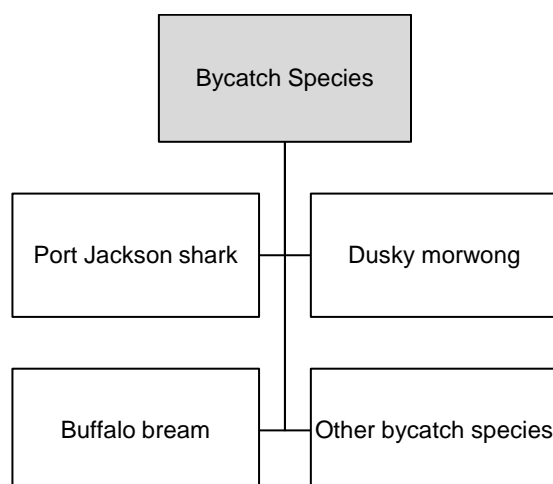 Bycatch Species
Port Jackson shark
Dusky morwong
Buffalo bream
Other bycatch species